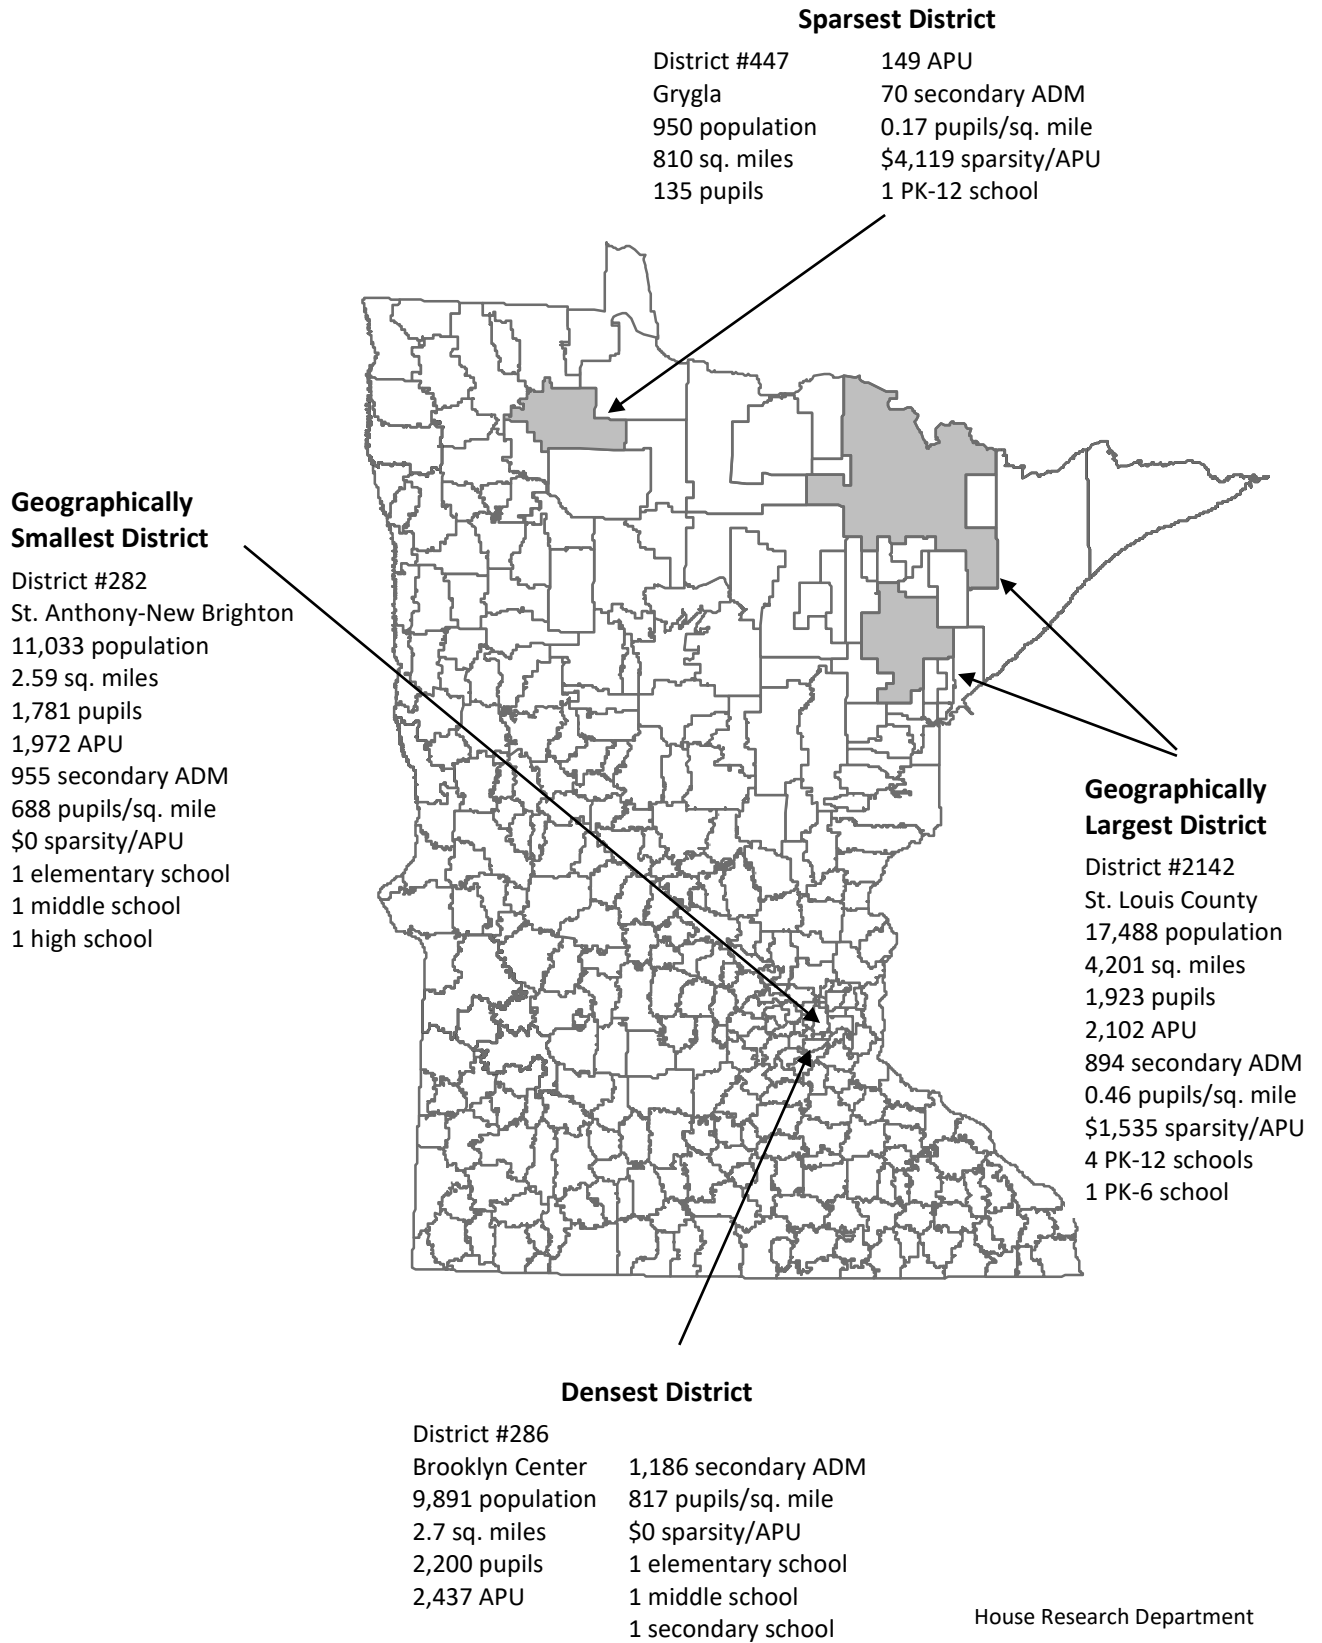 Sparsest District
District #447
Grygla
950 population
810 sq. miles
135 pupils
149 APU
70 secondary ADM
0.17 pupils/sq. mile
$4,119 sparsity/APU
1 PK-12 school
Geographically
Smallest District
District #282
St. Anthony-New Brighton
11,033 population
2.59 sq. miles
1,781 pupils
1,972 APU
955 secondary ADM
688 pupils/sq. mile
$0 sparsity/APU
1 elementary school
1 middle school
1 high school
Geographically
Largest District
District #2142
St. Louis County
17,488 population
4,201 sq. miles
1,923 pupils
2,102 APU
894 secondary ADM
0.46 pupils/sq. mile
$1,535 sparsity/APU
4 PK-12 schools
1 PK-6 school
Densest District
District #286
Brooklyn Center
9,891 population
2.7 sq. miles
2,200 pupils
2,437 APU
1,186 secondary ADM
817 pupils/sq. mile
$0 sparsity/APU
1 elementary school
1 middle school
1 secondary school
House Research Department